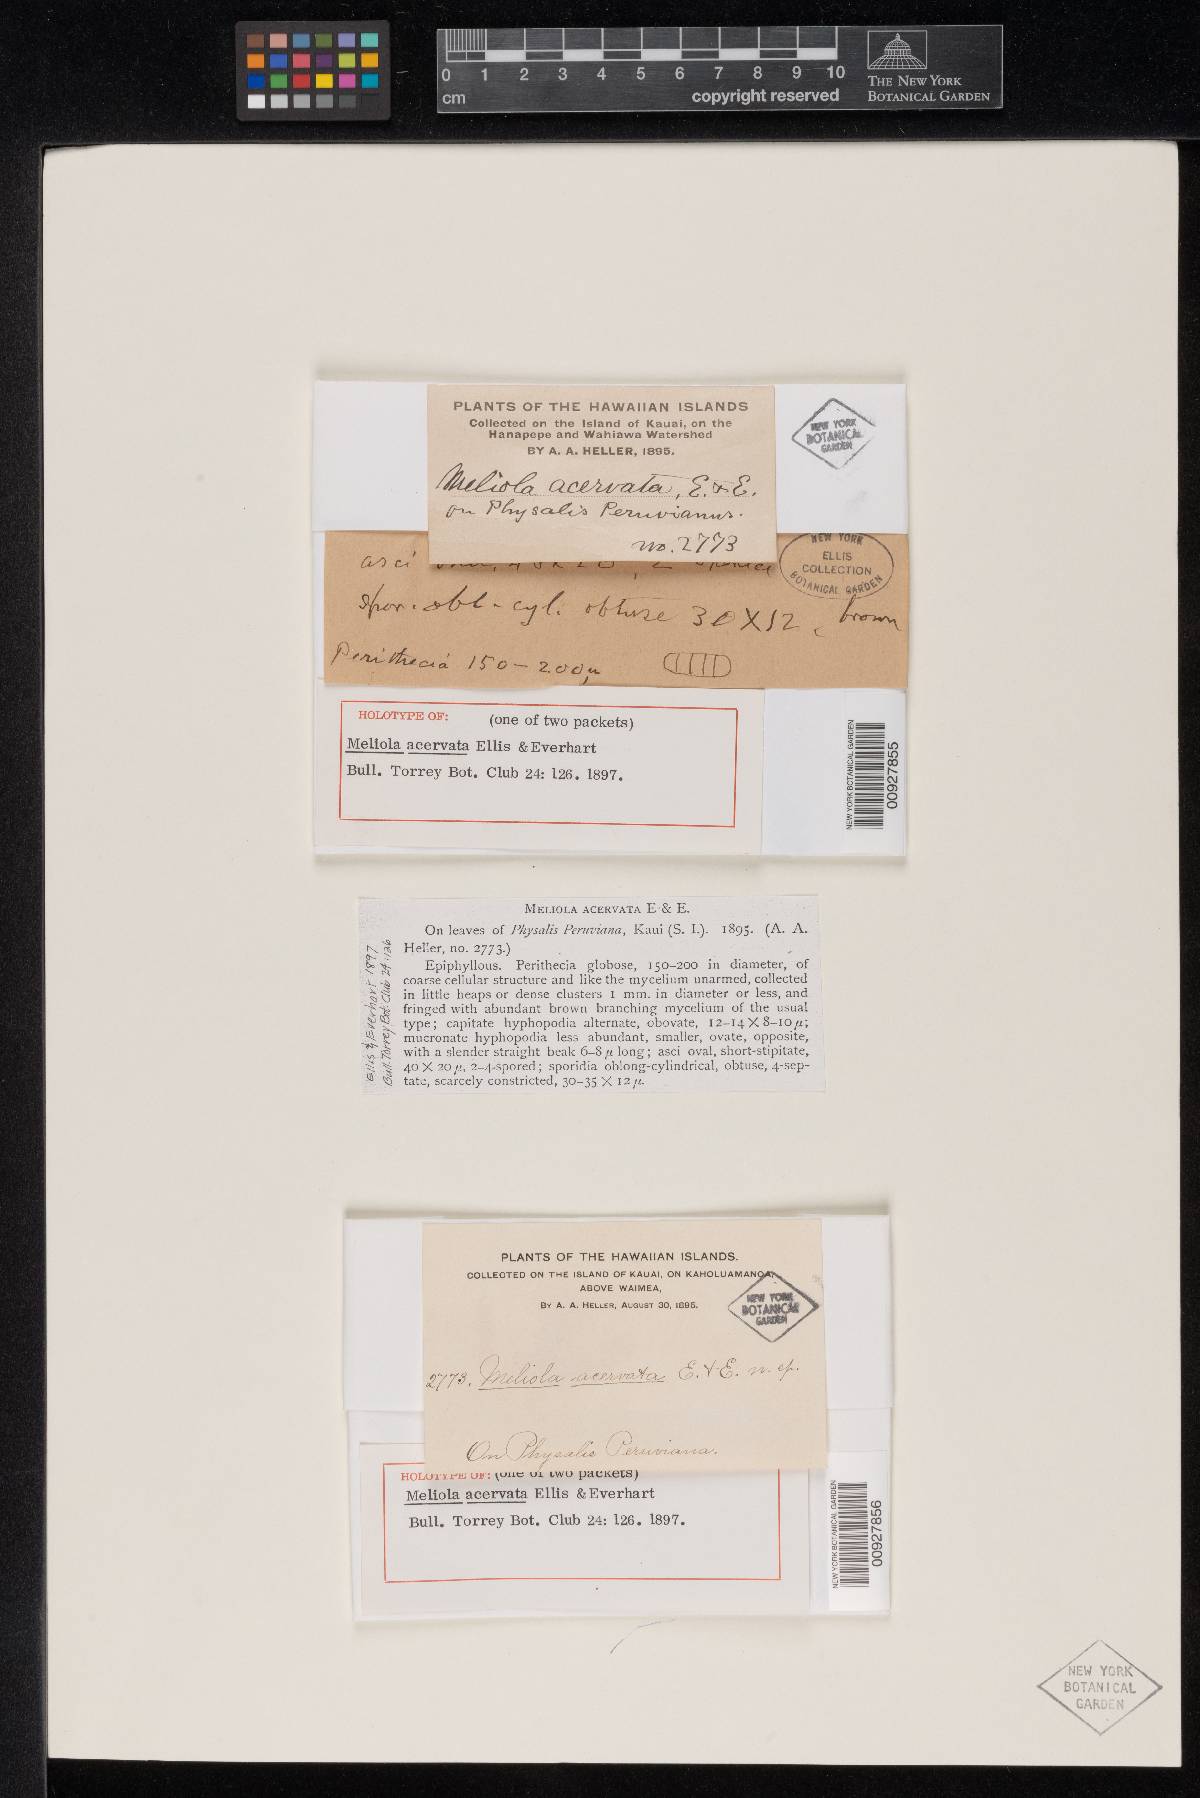 0 1 2 3 4 5 6 7 8 9 10
cm
copyright reserved
THE NEW YORK
BOTANICAL GARDEN
PLANTS OF THE HAWAIIAN ISLANDS
Collected on the Island of Kauai, on the
Hanapepe and Wahiawa Watershed
BY A. A. HELLER, 1895.
Meliola acervata, E. & E.
on Physalis Peruvianus.
no. 2773
NEW YORK
BOTANICAL
GARDEN
NEW YORK
ELLIS
COLLECTION
BOTANICAL GARDEN
asci
spor. obl-cyl. obtuse 30 X 12 brown
Perithecia 150-200µ
HOLOTYPE OF: (one of two packets)
Meliola acervata Ellis & Everhart
Bull. Torrey Bot. Club 24: 126. 1897.
NEW YORK BOTANICAL GARDEN
00927855
MELIOLA ACERVATA E & E.
On leaves of Physalis Peruviana, Kaui (S. I.). 1895. (A. A.
Heller, no. 2773.)
Epiphyllous. Perithecia globose, 150-200 in diameter, of
coarse cellular structure and like the mycelium unarmed, collected
in little heaps or dense clusters 1 mm. in diameter or less, and
fringed with abundant brown branching mycelium of the usual
type; capitate hyphopodia alternate, obovate, 12-14 X 8-10 µ;
mucronate hyphopodia less abundant, smaller, ovate, opposite,
with a slender straight beak 6-8 µ long; asci oval, short-stipitate,
40 X 20 µ, 2-4-spored; sporidia oblong-cylindrical, obtuse, 4-sep-
tate, scarcely constricted, 30-35 X 12 µ.
Ellis & Everhart 1897
Bull. Torrey Bot. Club 24:126
PLANTS OF THE HAWAIIAN ISLANDS.
COLLECTED ON THE ISLAND OF KAUAI, ON KAHOLUAMANOA,
ABOVE WAIMEA,
BY A. A. HELLER, AUGUST 30, 1895.
NEW YORK
BOTANICAL
GARDEN
2773. Meliola acervata E. & E. n. sp.
On Physalis Peruviana.
HOLOTYPE OF: (one of two packets)
Meliola acervata Ellis & Everhart
Bull. Torrey Bot. Club 24: 126. 1897.
NEW YORK BOTANICAL GARDEN
00927856
NEW YORK
BOTANICAL
GARDEN